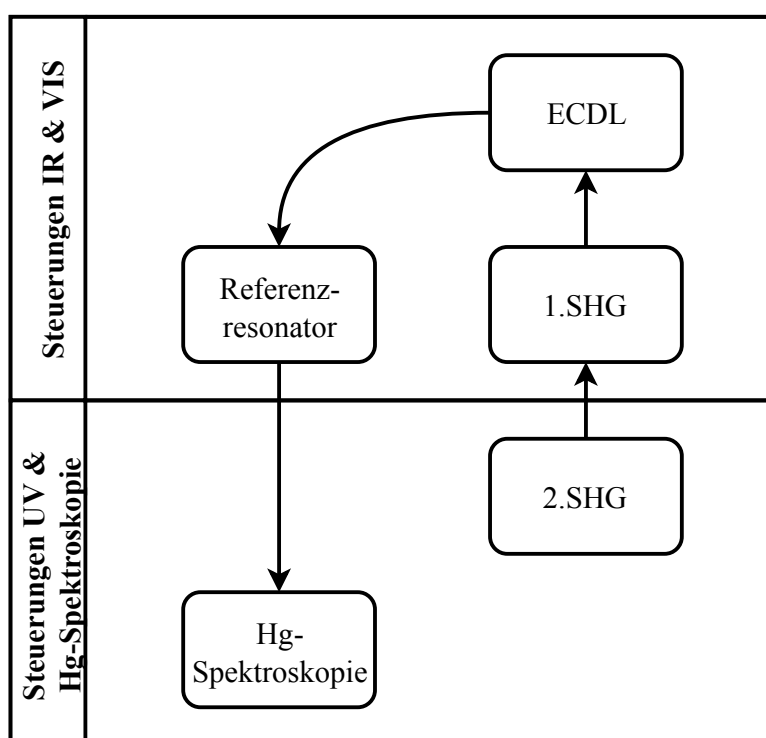 Steuerungen IR & VIS
ECDL
Referenz-
resonator
1.SHG
Steuerungen UV &
Hg-Spektroskopie
2.SHG
Hg-
Spektroskopie